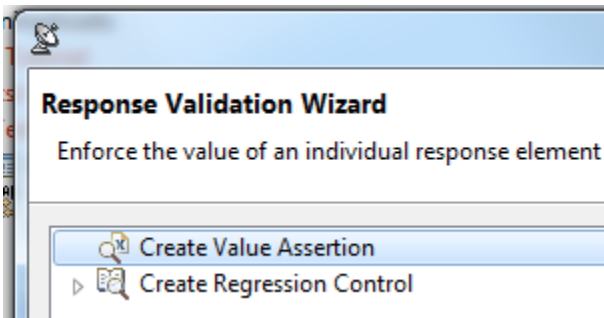 Response Validation Wizard
Enforce the value of an individual response element
Create Value Assertion
Create Regression Control